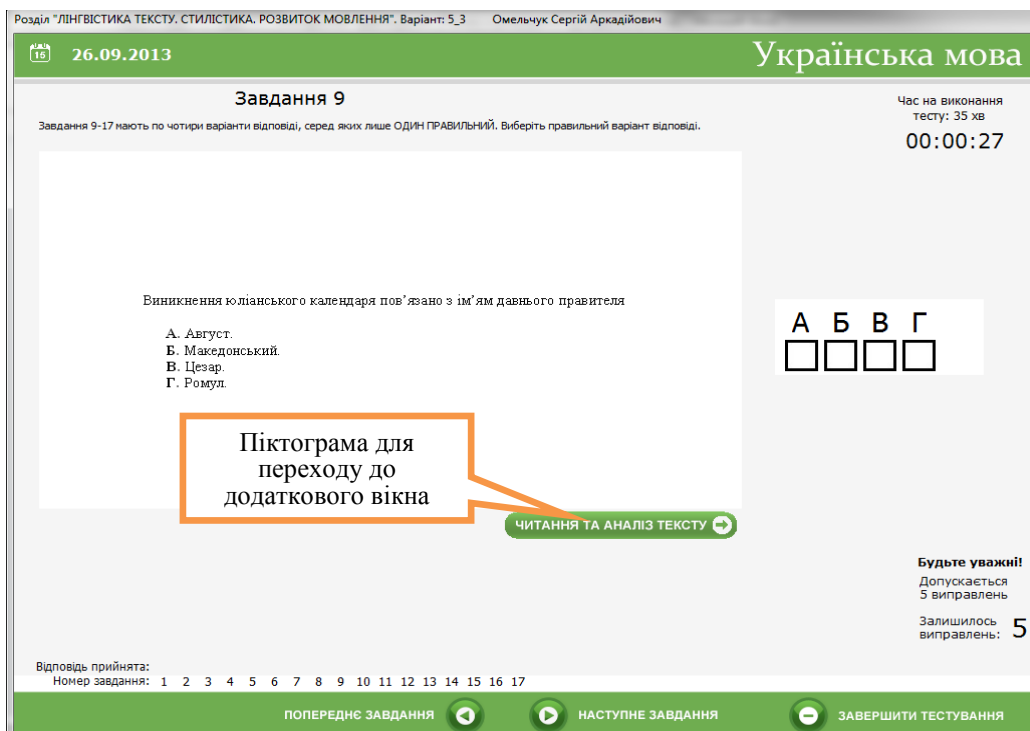 Розділ "ЛІНГВІСТИКА ТЕКСТУ. СТИЛІСТИКА. РОЗВИТОК МОВЛЕННЯ". Варіант: 5_3 Омельчук Сергій Аркадійович
15 26.09.2013
Українська мова
Завдання 9
Завдання 9-17 мають по чотири варіанти відповіді, серед яких лише ОДИН ПРАВИЛЬНИЙ. Виберіть правильний варіант відповіді.
Час на виконання
тесту: 35 хв
00:00:27
Виникнення юліанського календаря пов’язано з ім’ям давнього правителя
А. Август.
Б. Македонський.
В. Цезар.
Г. Ромул.
А Б В Г
Піктограма для
переходу до
додаткового вікна
ЧИТАННЯ ТА АНАЛІЗ ТЕКСТУ
Будьте уважні!
Допускається
5 виправлень
Залишилось
виправлень: 5
Відповідь прийнята:
Номер завдання: 1 2 3 4 5 6 7 8 9 10 11 12 13 14 15 16 17
ПОПЕРЕДНЄ ЗАВДАННЯ НАСТУПНЕ ЗАВДАННЯ ЗАВЕРШИТИ ТЕСТУВАННЯ